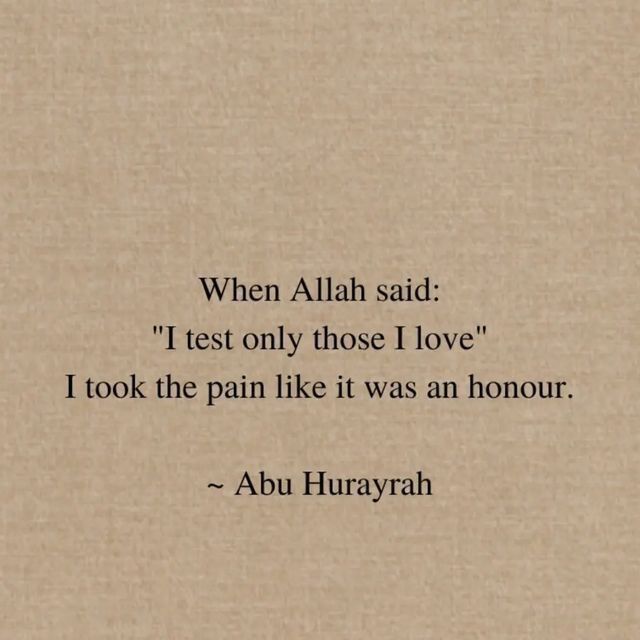 When Allah said:
"I test only those I love"
I took the pain like it was an honour.
~ Abu Hurayrah